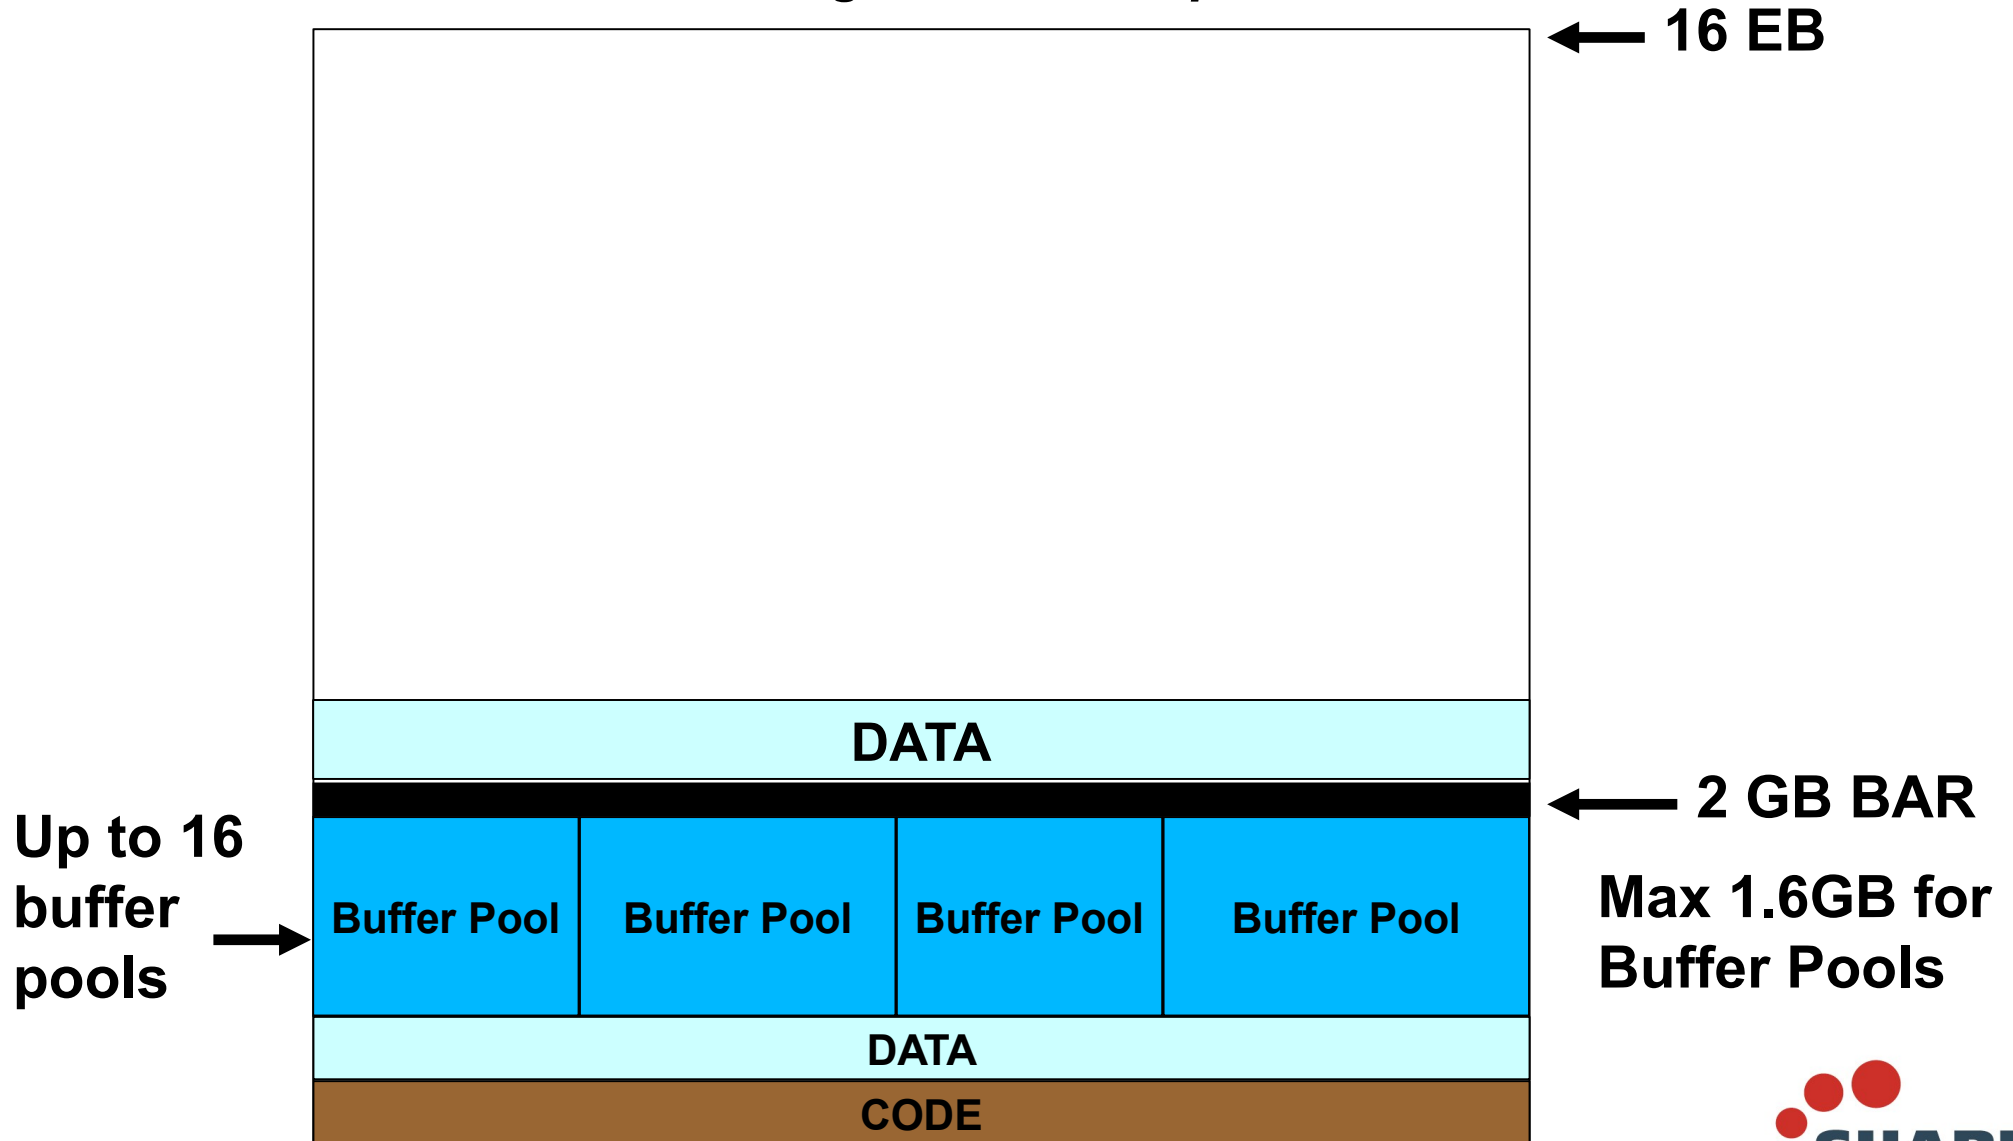 16 EB
DATA
2 GB BAR
Up to 16
buffer
pools
Buffer Pool
Buffer Pool
Buffer Pool
Buffer Pool
Max 1.6GB for
Buffer Pools
DATA
CODE